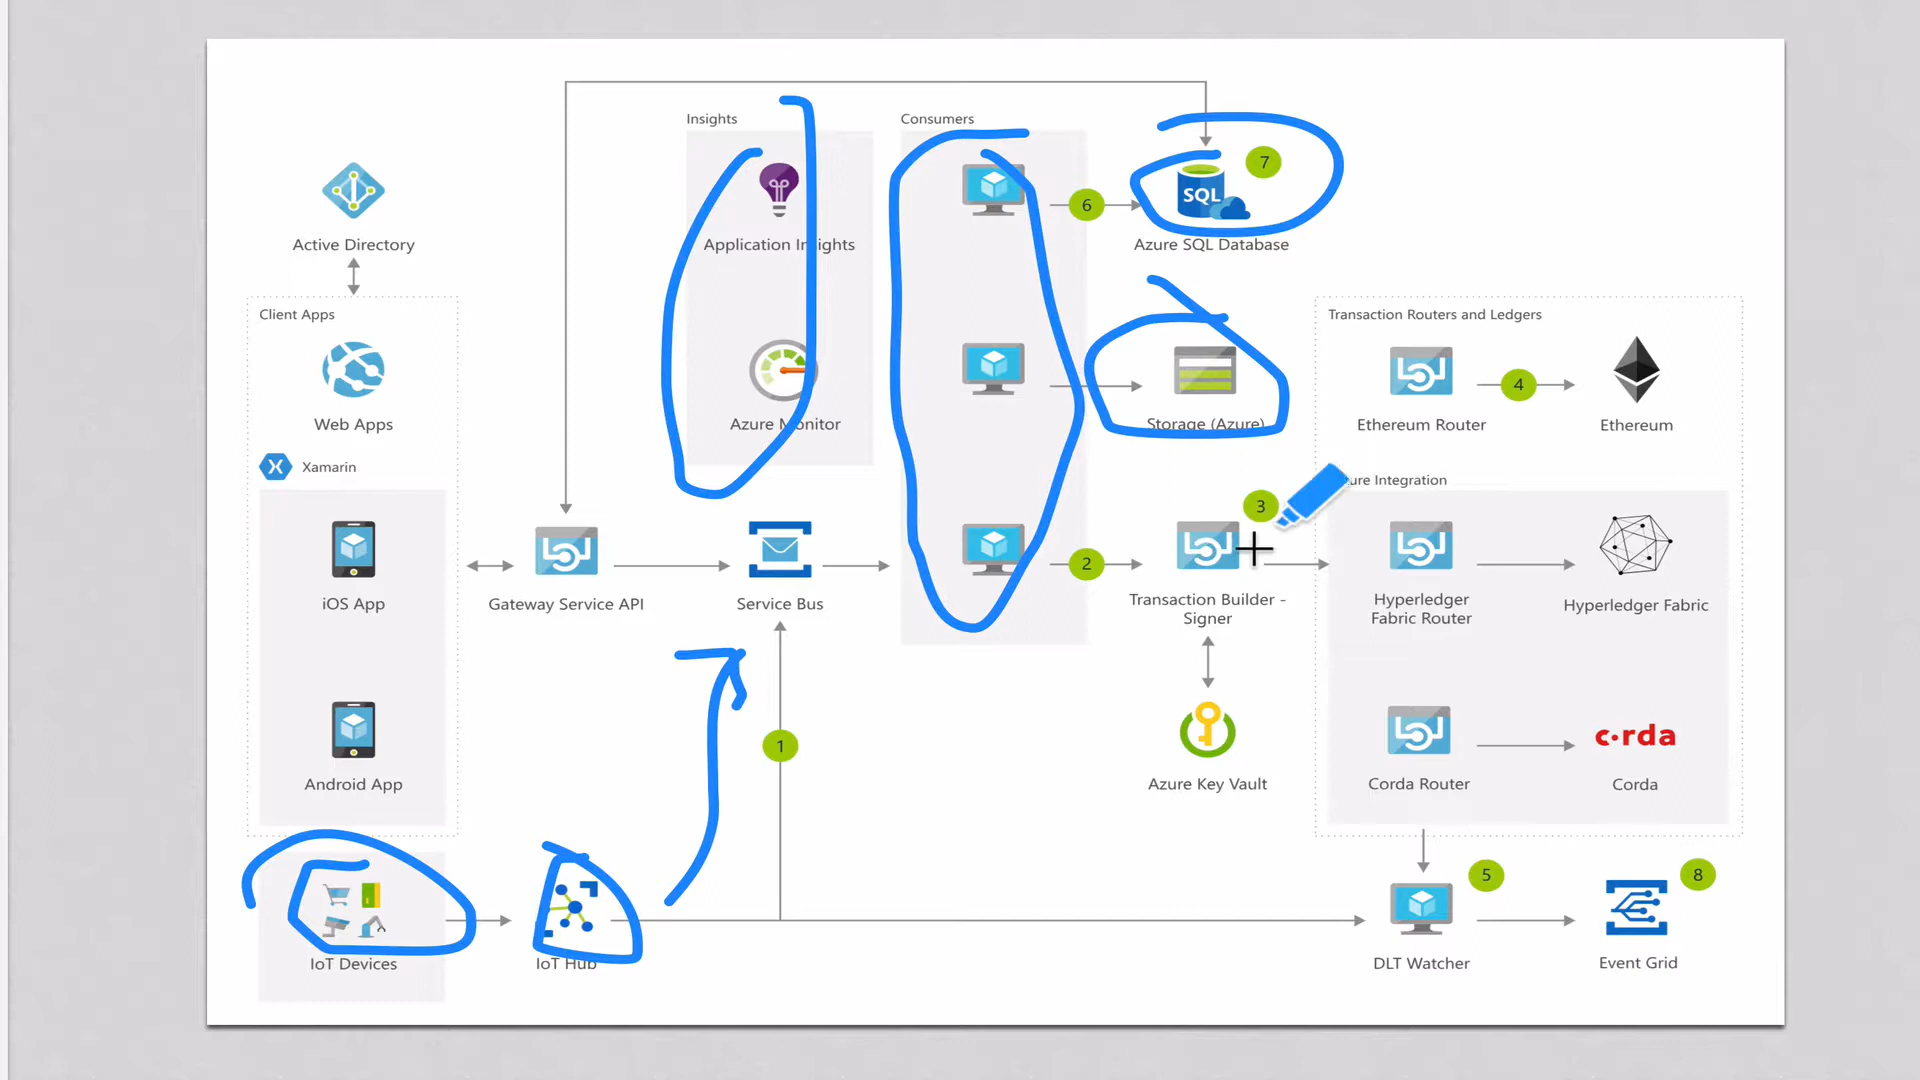 Insights
Consumers
7
SQL
6
Application Insights
Azure SQL Database
Active Directory
Client Apps
Transaction Routers and Ledgers
4
Web Apps
Azure Monitor
Storage (Azure)
Ethereum Router
Ethereum
X Xamarin
ure Integration
3
2
iOS App
Gateway Service API
Service Bus
Transaction Builder -
Signer
Hyperledger
Fabric Router
Hyperledger Fabric
1
c·rda
Android App
Azure Key Vault
Corda Router
Corda
5
8
IoT Devices
IoT Hub
DLT Watcher
Event Grid